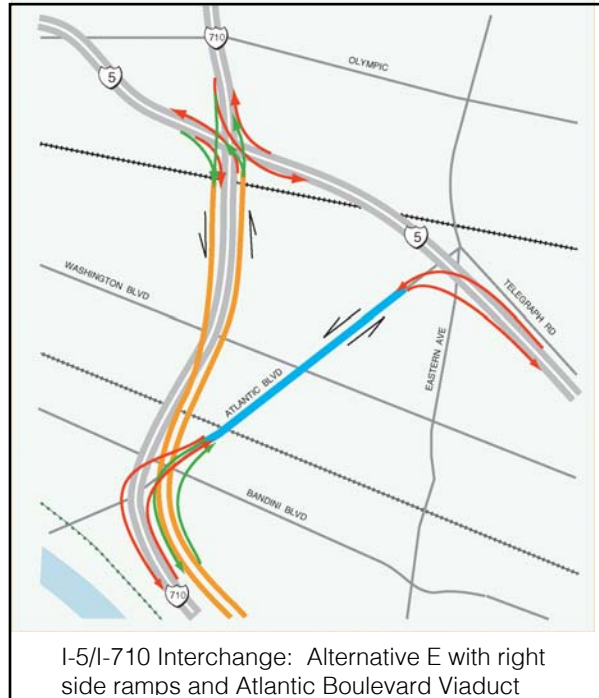 710
OLYMPIC
5
5
WASHINGTON BLVD
TELEGRAPH RD
EASTERN AVE
ATLANTIC BLVD
BANDINI BLVD
710
I-5/I-710 Interchange: Alternative E with right
side ramps and Atlantic Boulevard Viaduct